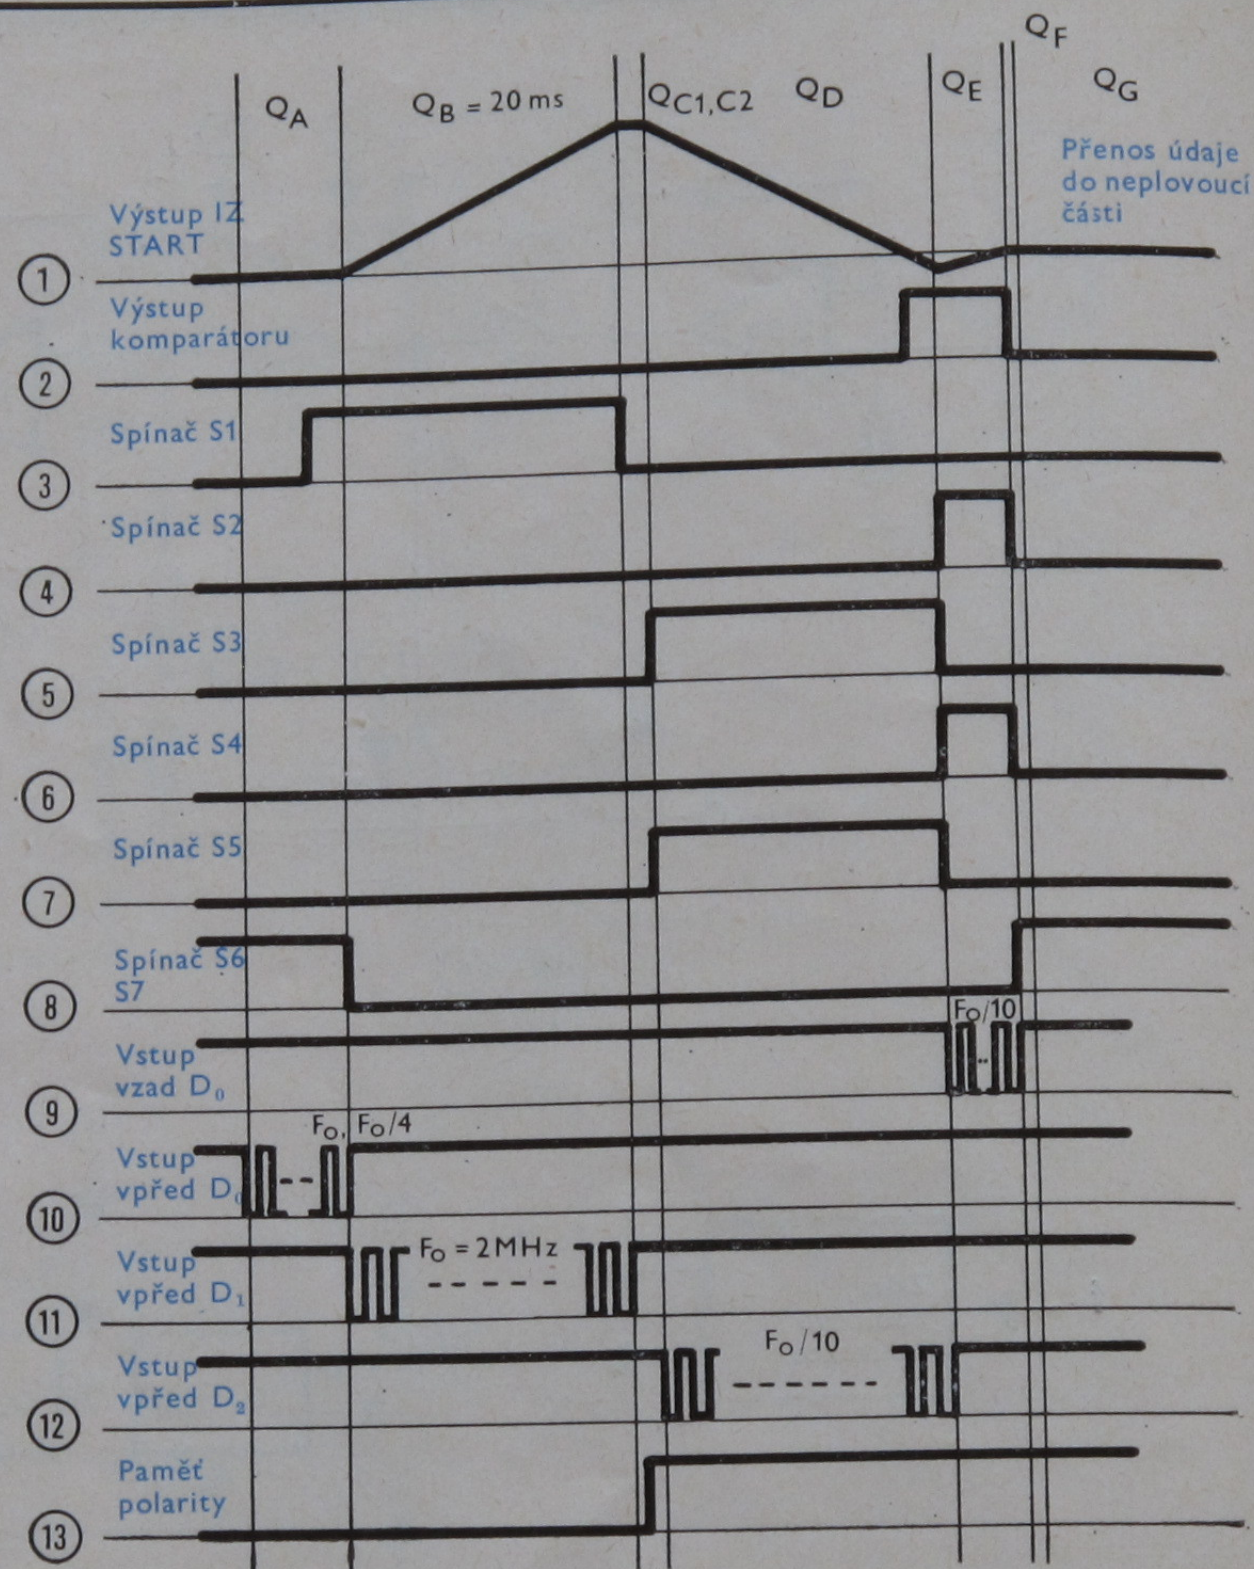 Q_F
Q_A
Q_B = 20 ms
Q_C1,C2
Q_D
Q_E
Q_G
Přenos údaje
do neplovoucí
části
Výstup IZ
START
1
Výstup
komparátoru
2
Spínač S1
3
Spínač S2
4
Spínač S3
5
Spínač S4
6
Spínač S5
7
Spínač S6
S7
8
F_O/10
Vstup
vzad D_0
9
F_O, F_O/4
Vstup
vpřed D_0
10
F_O = 2 MHz
Vstup
vpřed D_1
11
F_O/10
Vstup
vpřed D_2
12
Paměť
polarity
13